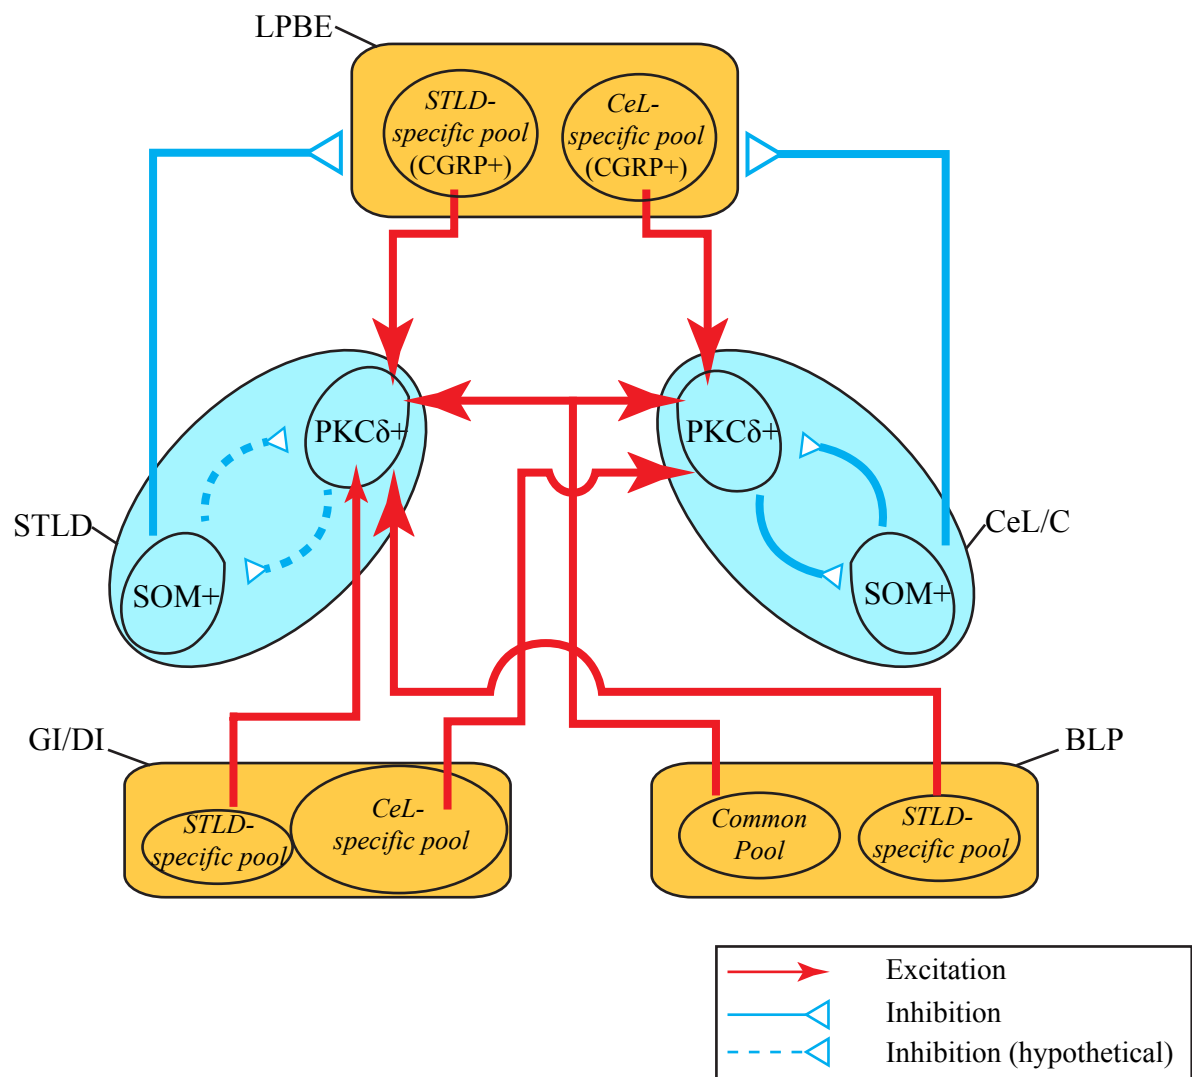 LPBE
STLD-
specific pool
(CGRP+)
CeL-
specific pool
(CGRP+)
PKCδ+
PKCδ+
STLD
CeL/C
SOM+
SOM+
GI/DI
BLP
STLD-
specific pool
CeL-
specific pool
Common
Pool
STLD-
specific pool
Excitation
Inhibition
Inhibition (hypothetical)